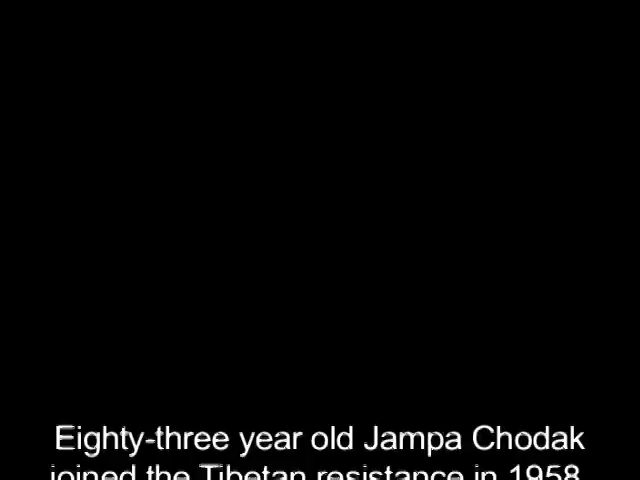 Eighty-three year old Jampa Chodak
joined the Tibetan resistance in 1958